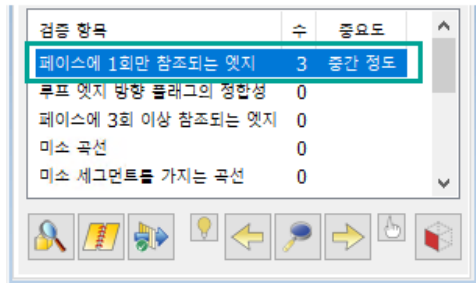 검증 항목 수 중요도
페이스에 1회만 참조되는 엣지 3 중간 정도
루프 엣지 방향 플래그의 정합성 0
페이스에 3회 이상 참조되는 엣지 0
미소 곡선 0
미소 세그먼트를 가지는 곡선 0